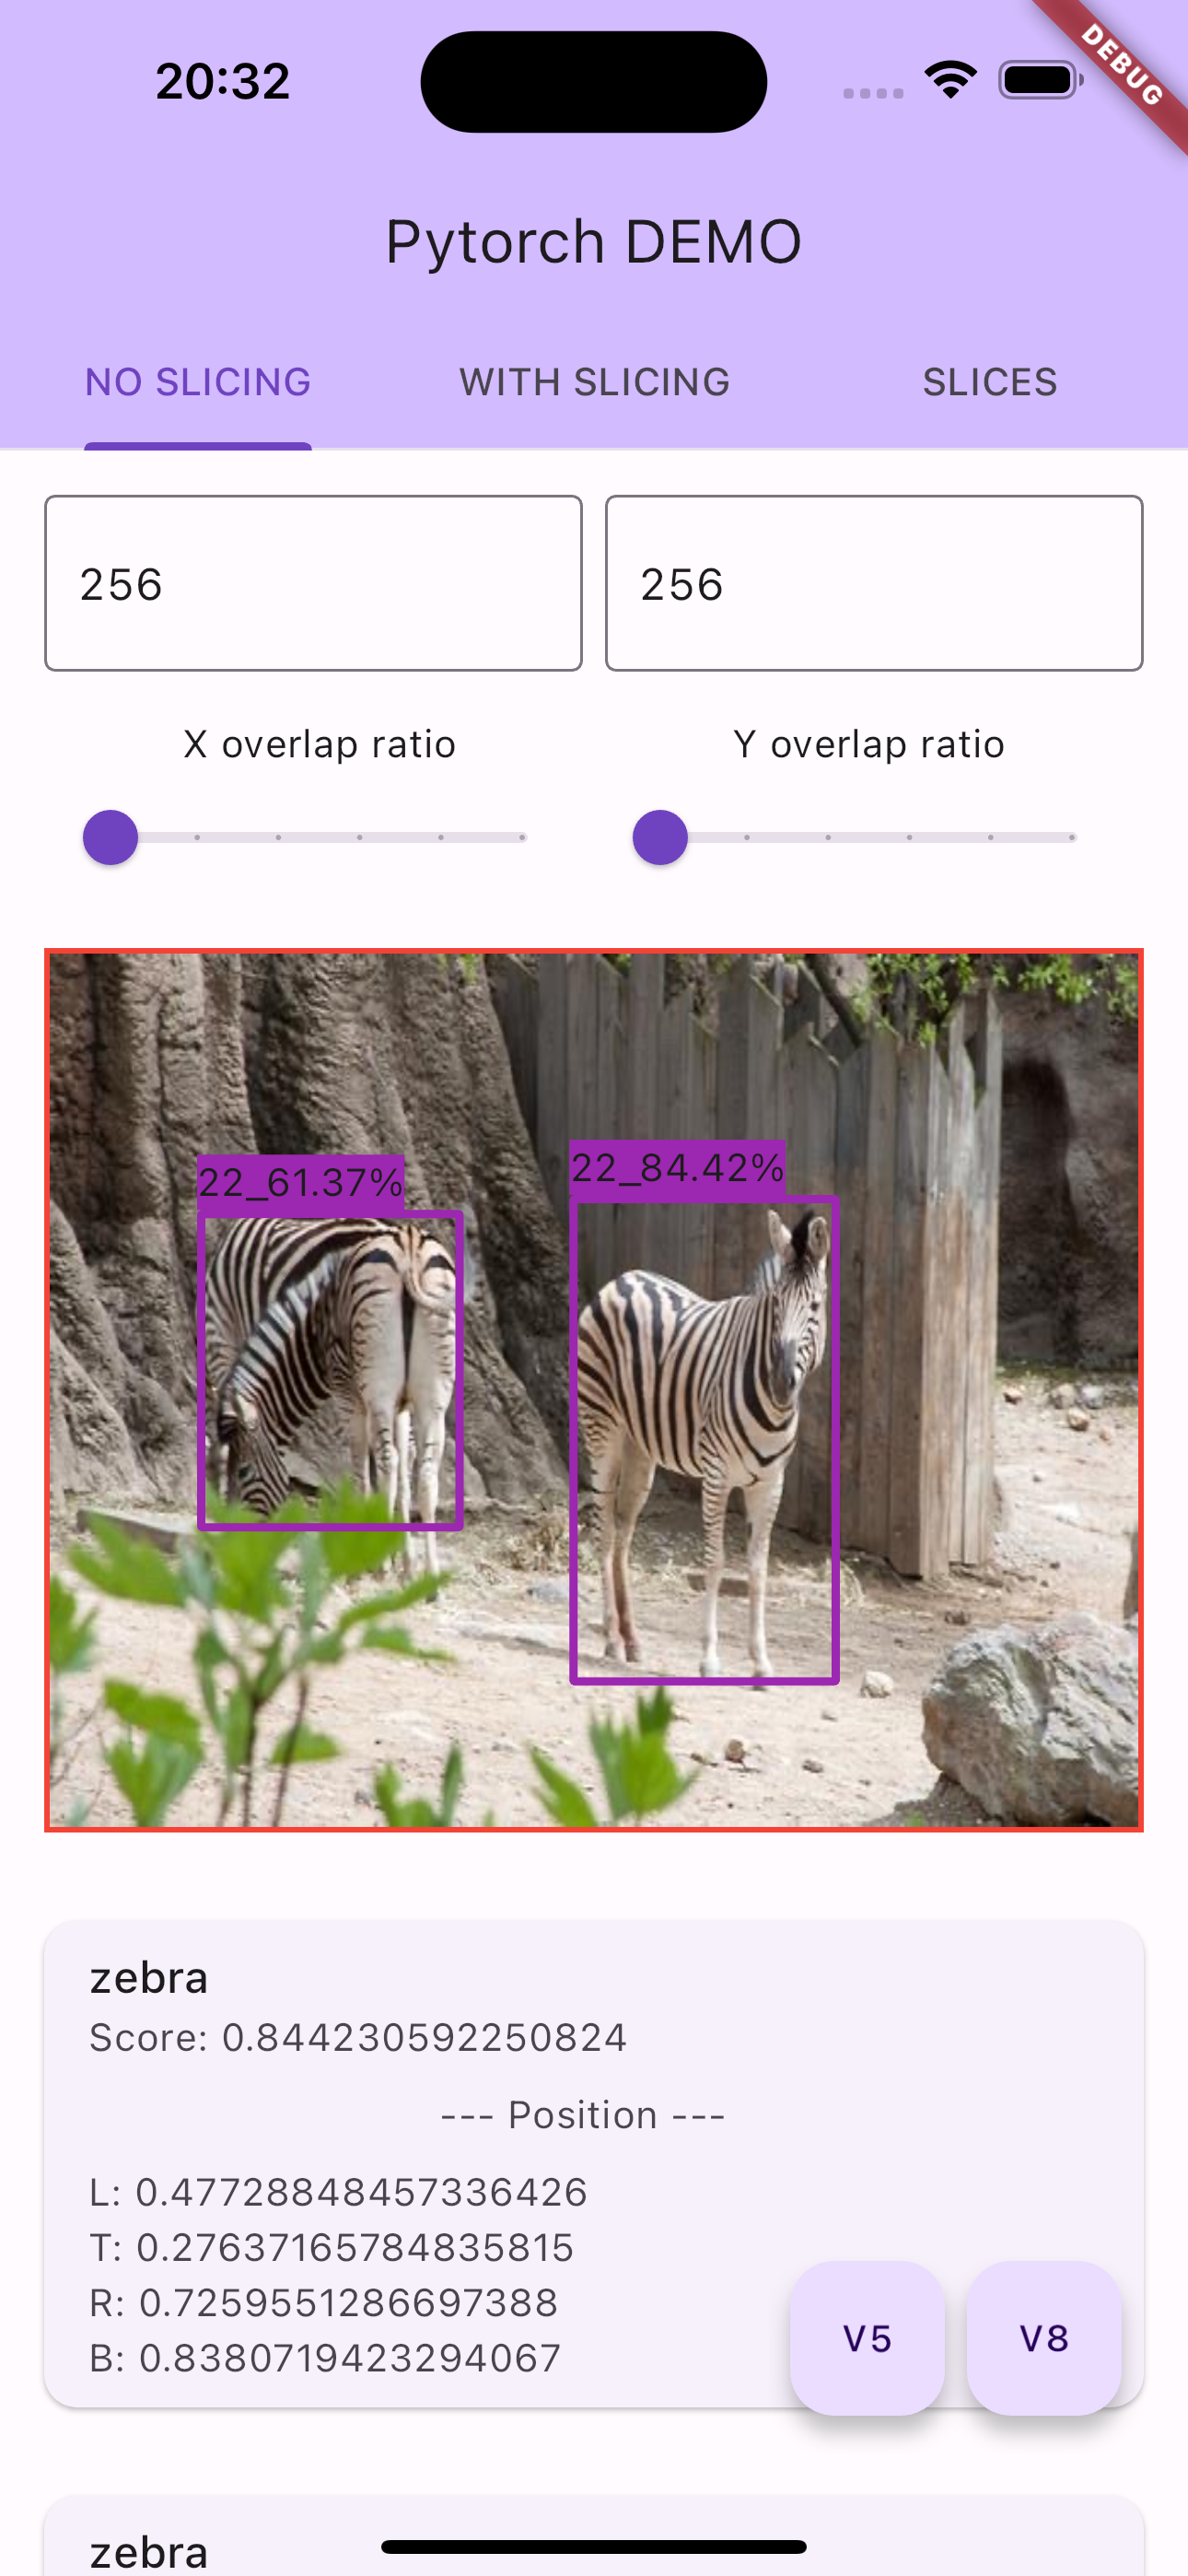 20:32
DEBUG
Pytorch DEMO
NO SLICING WITH SLICING SLICES
256 256
X overlap ratio Y overlap ratio
22_61.37% 22_84.42%
zebra
Score: 0.844230592250824
--- Position ---
L: 0.47728848457336426
T: 0.27637165784835815
R: 0.7259551286697388
B: 0.8380719423294067
V5 V8
zebra